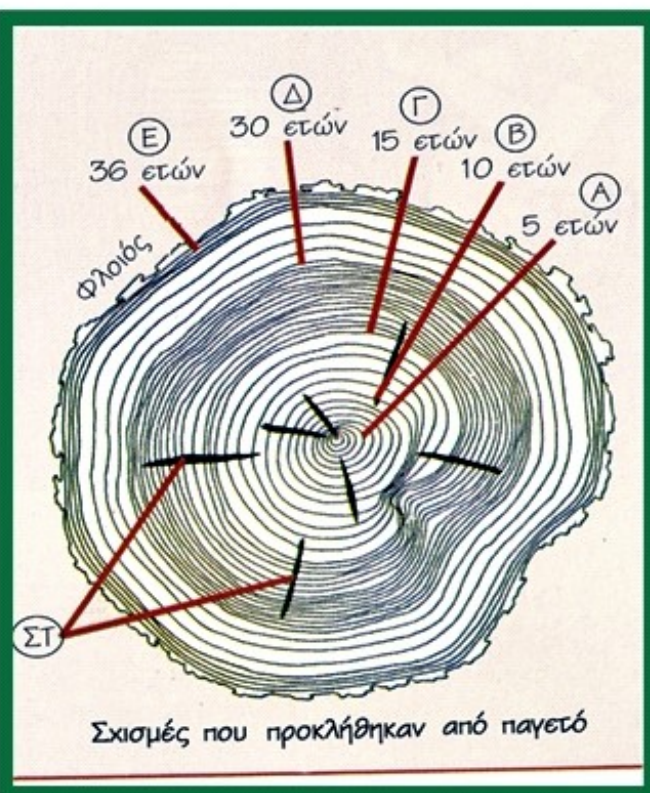 Δ
30 ετών
Γ
15 ετών
Β
10 ετών
Ε
36 ετών
Α
5 ετών
Φλοιός
ΣΤ
Σχισμές που προκλήθηκαν από παγετό